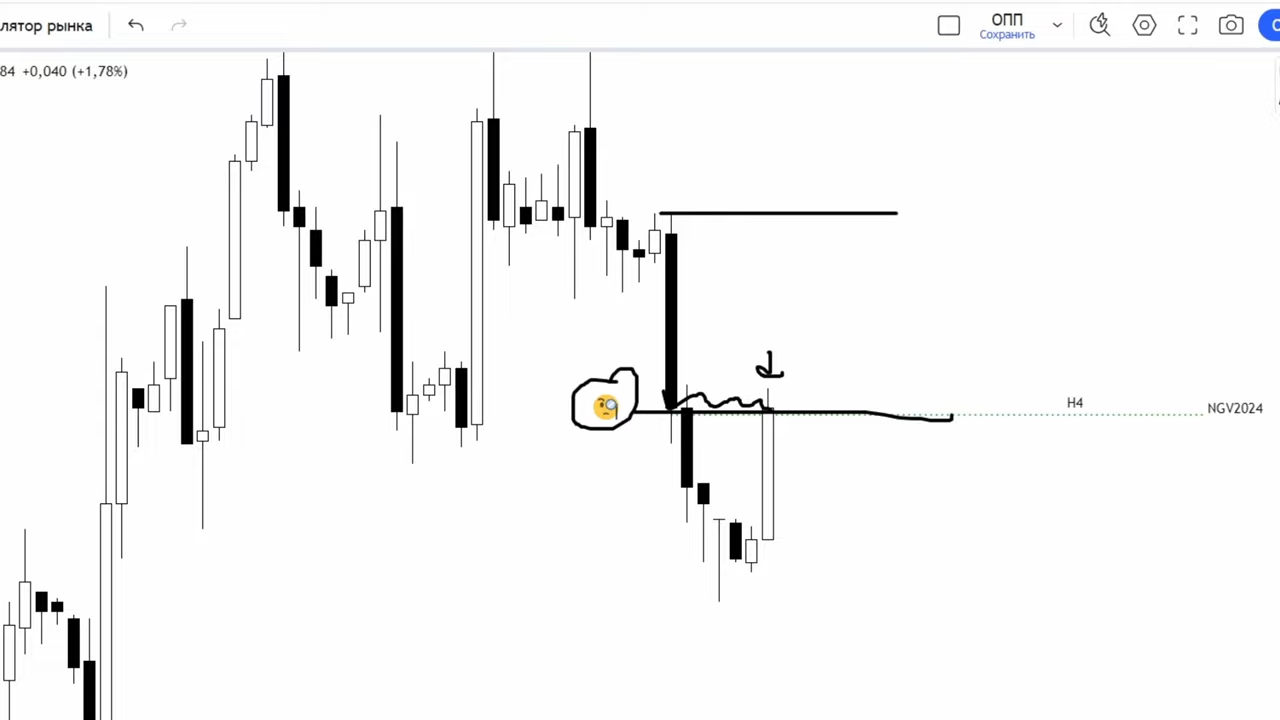 лятор рынка
ОПП
Сохранить
84 +0,040 (+1,78%)
H4
NGV2024